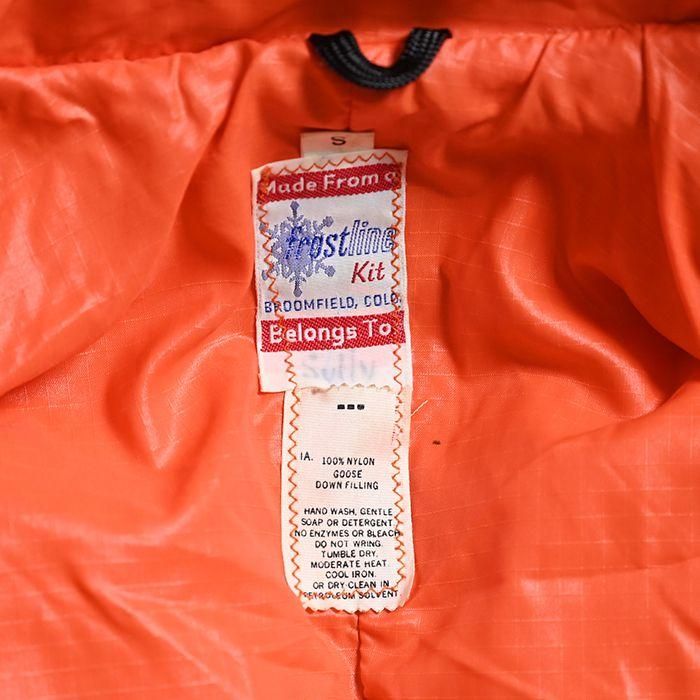 S
Made From a
frostline
Kit
BROOMFIELD, COLO.
Belongs To
1A. 100% NYLON
GOOSE
DOWN FILLING
HAND WASH, GENTLE
SOAP OR DETERGENT.
NO ENZYMES OR BLEACH
DO NOT WRING.
TUMBLE DRY.
MODERATE HEAT.
COOL IRON.
OR DRY-CLEAN IN
PETROLEUM SOLVENT